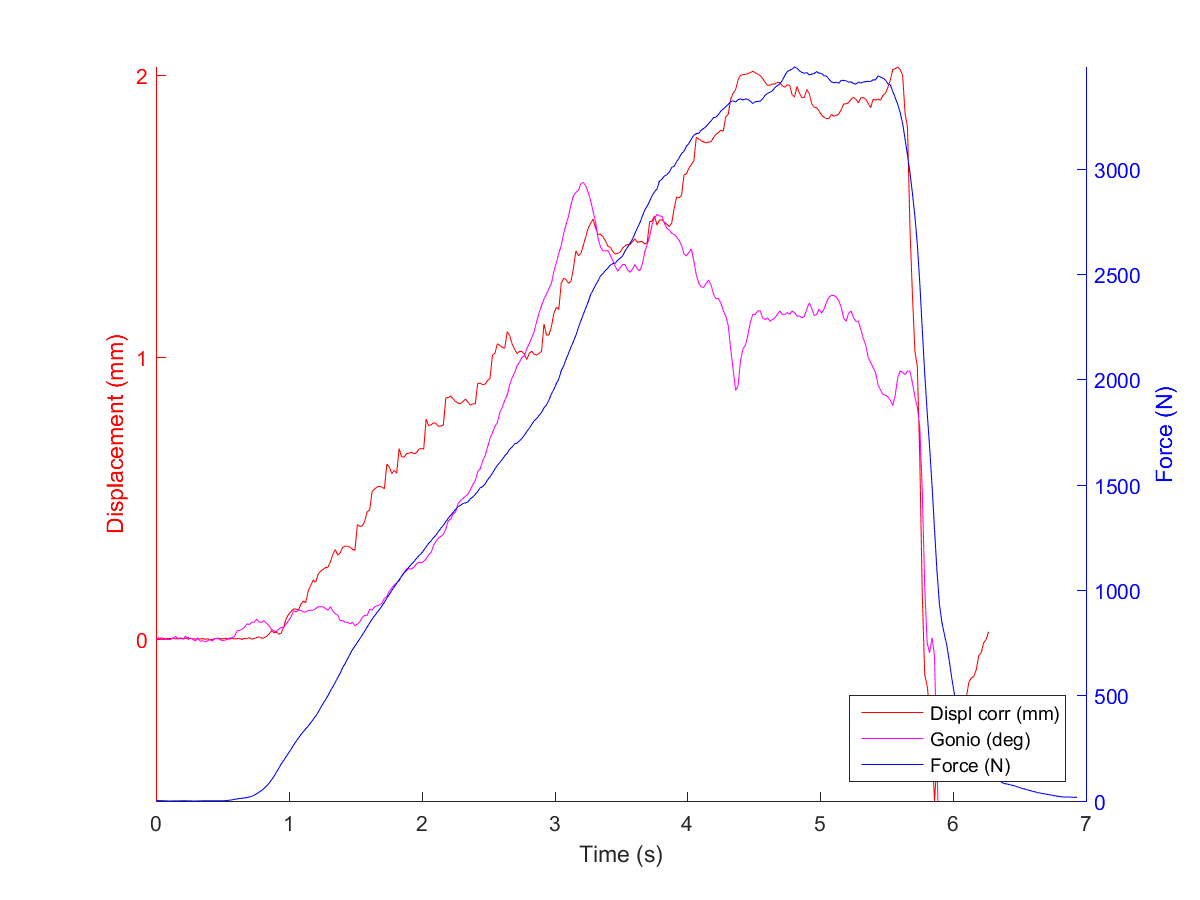 2
1
0
Displacement (mm)
3000
2500
2000
1500
1000
500
0
Force (N)
Displ corr (mm)
Gonio (deg)
Force (N)
0 1 2 3 4 5 6 7
Time (s)